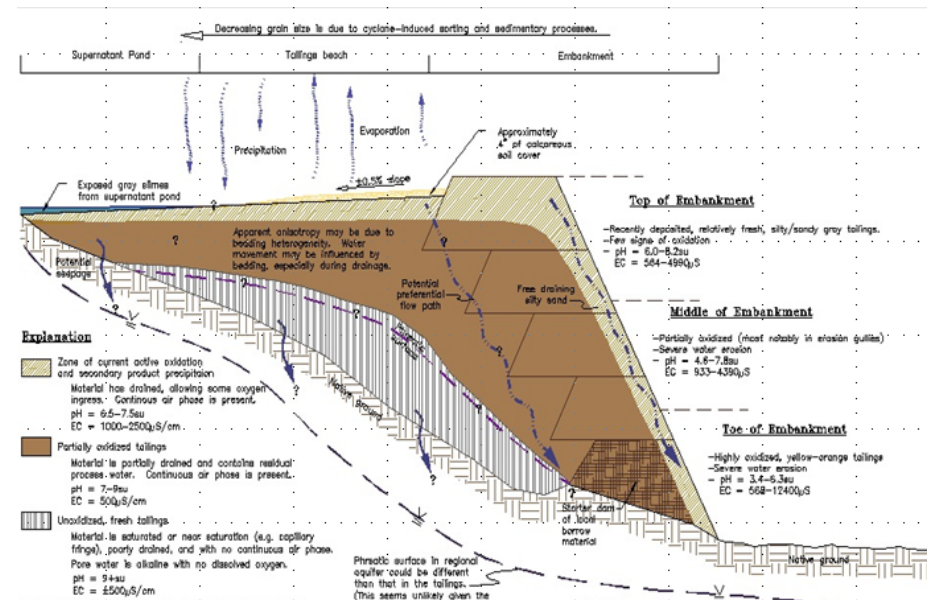 Decreasing grain size is due to cyclone-induced sorting and sedimentary processes.
Supernatant Pond
Tailings beach
Embankment
Precipitation
Evaporation
Approximately
4" of calcareous
soil cover
±0.5% slope
Exposed gray slimes
from supernatant pond
?
?
Apparent anisotropy may be due to
bedding heterogeneity. Water
movement may be influenced by
bedding, especially during drainage.
Potential
seepage
?
?
?
?
?
?
?
?
?
Potential
preferential
flow path
Free draining
silty sand
surface
Native ground
Starter dam
of local
borrow
material
Native ground
Top of Embankment
-Recently deposited, relatively fresh, silty/sandy gray tailings.
-Few signs of oxidation
- pH = 6.0-8.2su
EC = 564-4990µS
Middle of Embankment
-Partially oxidized (most notably in erosion gullies)
-Severe water erosion
- pH = 4.6-7.8su
EC = 933-4390µS
Toe of Embankment
-Highly oxidized, yellow-orange tailings
-Severe water erosion
- pH = 3.4-6.3su
EC = 568-12400µS
Explanation
Zone of current active oxidation
and secondary product precipitaion
Material has drained, allowing some oxygen
ingress. Continous air phase is present.
pH = 6.5-7.5su
EC = 1000-2500µS/cm
Partially oxidized tailings
Material is partially drained and contains residual
process water. Continuous air phase is present.
pH = 7-9su
EC = 500µS/cm
Unoxidized, fresh tailings
Material is saturated or near saturation (e.g. capillary
fringe), poorly drained, and with no continuous air phase.
Pore water is alkaline with no dissolved oxygen.
pH = 9+su
EC = ±500µS/cm
Phreatic surface in regional
aquifer could be different
than that in the tailings.
(This seems unlikely given the